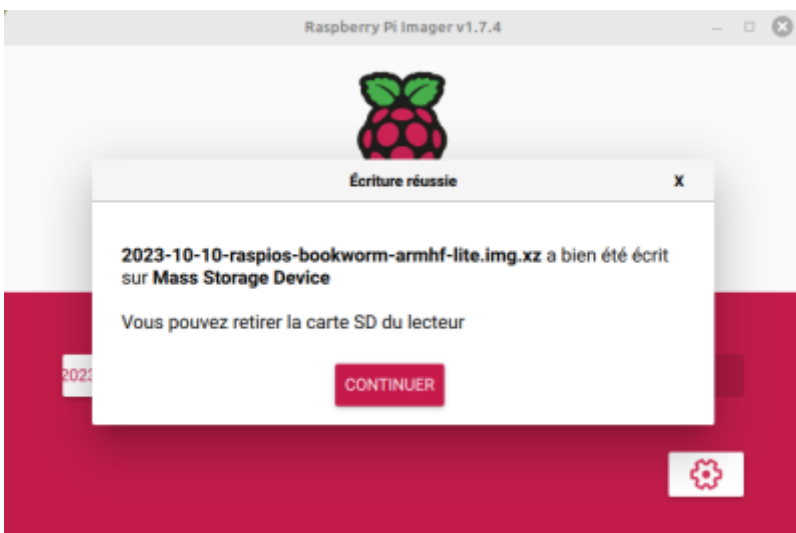 Raspberry Pi Imager v1.7.4
Écriture réussie
X
2023-10-10-raspios-bookworm-armhf-lite.img.xz a bien été écrit
sur Mass Storage Device
Vous pouvez retirer la carte SD du lecteur
2023
CONTINUER